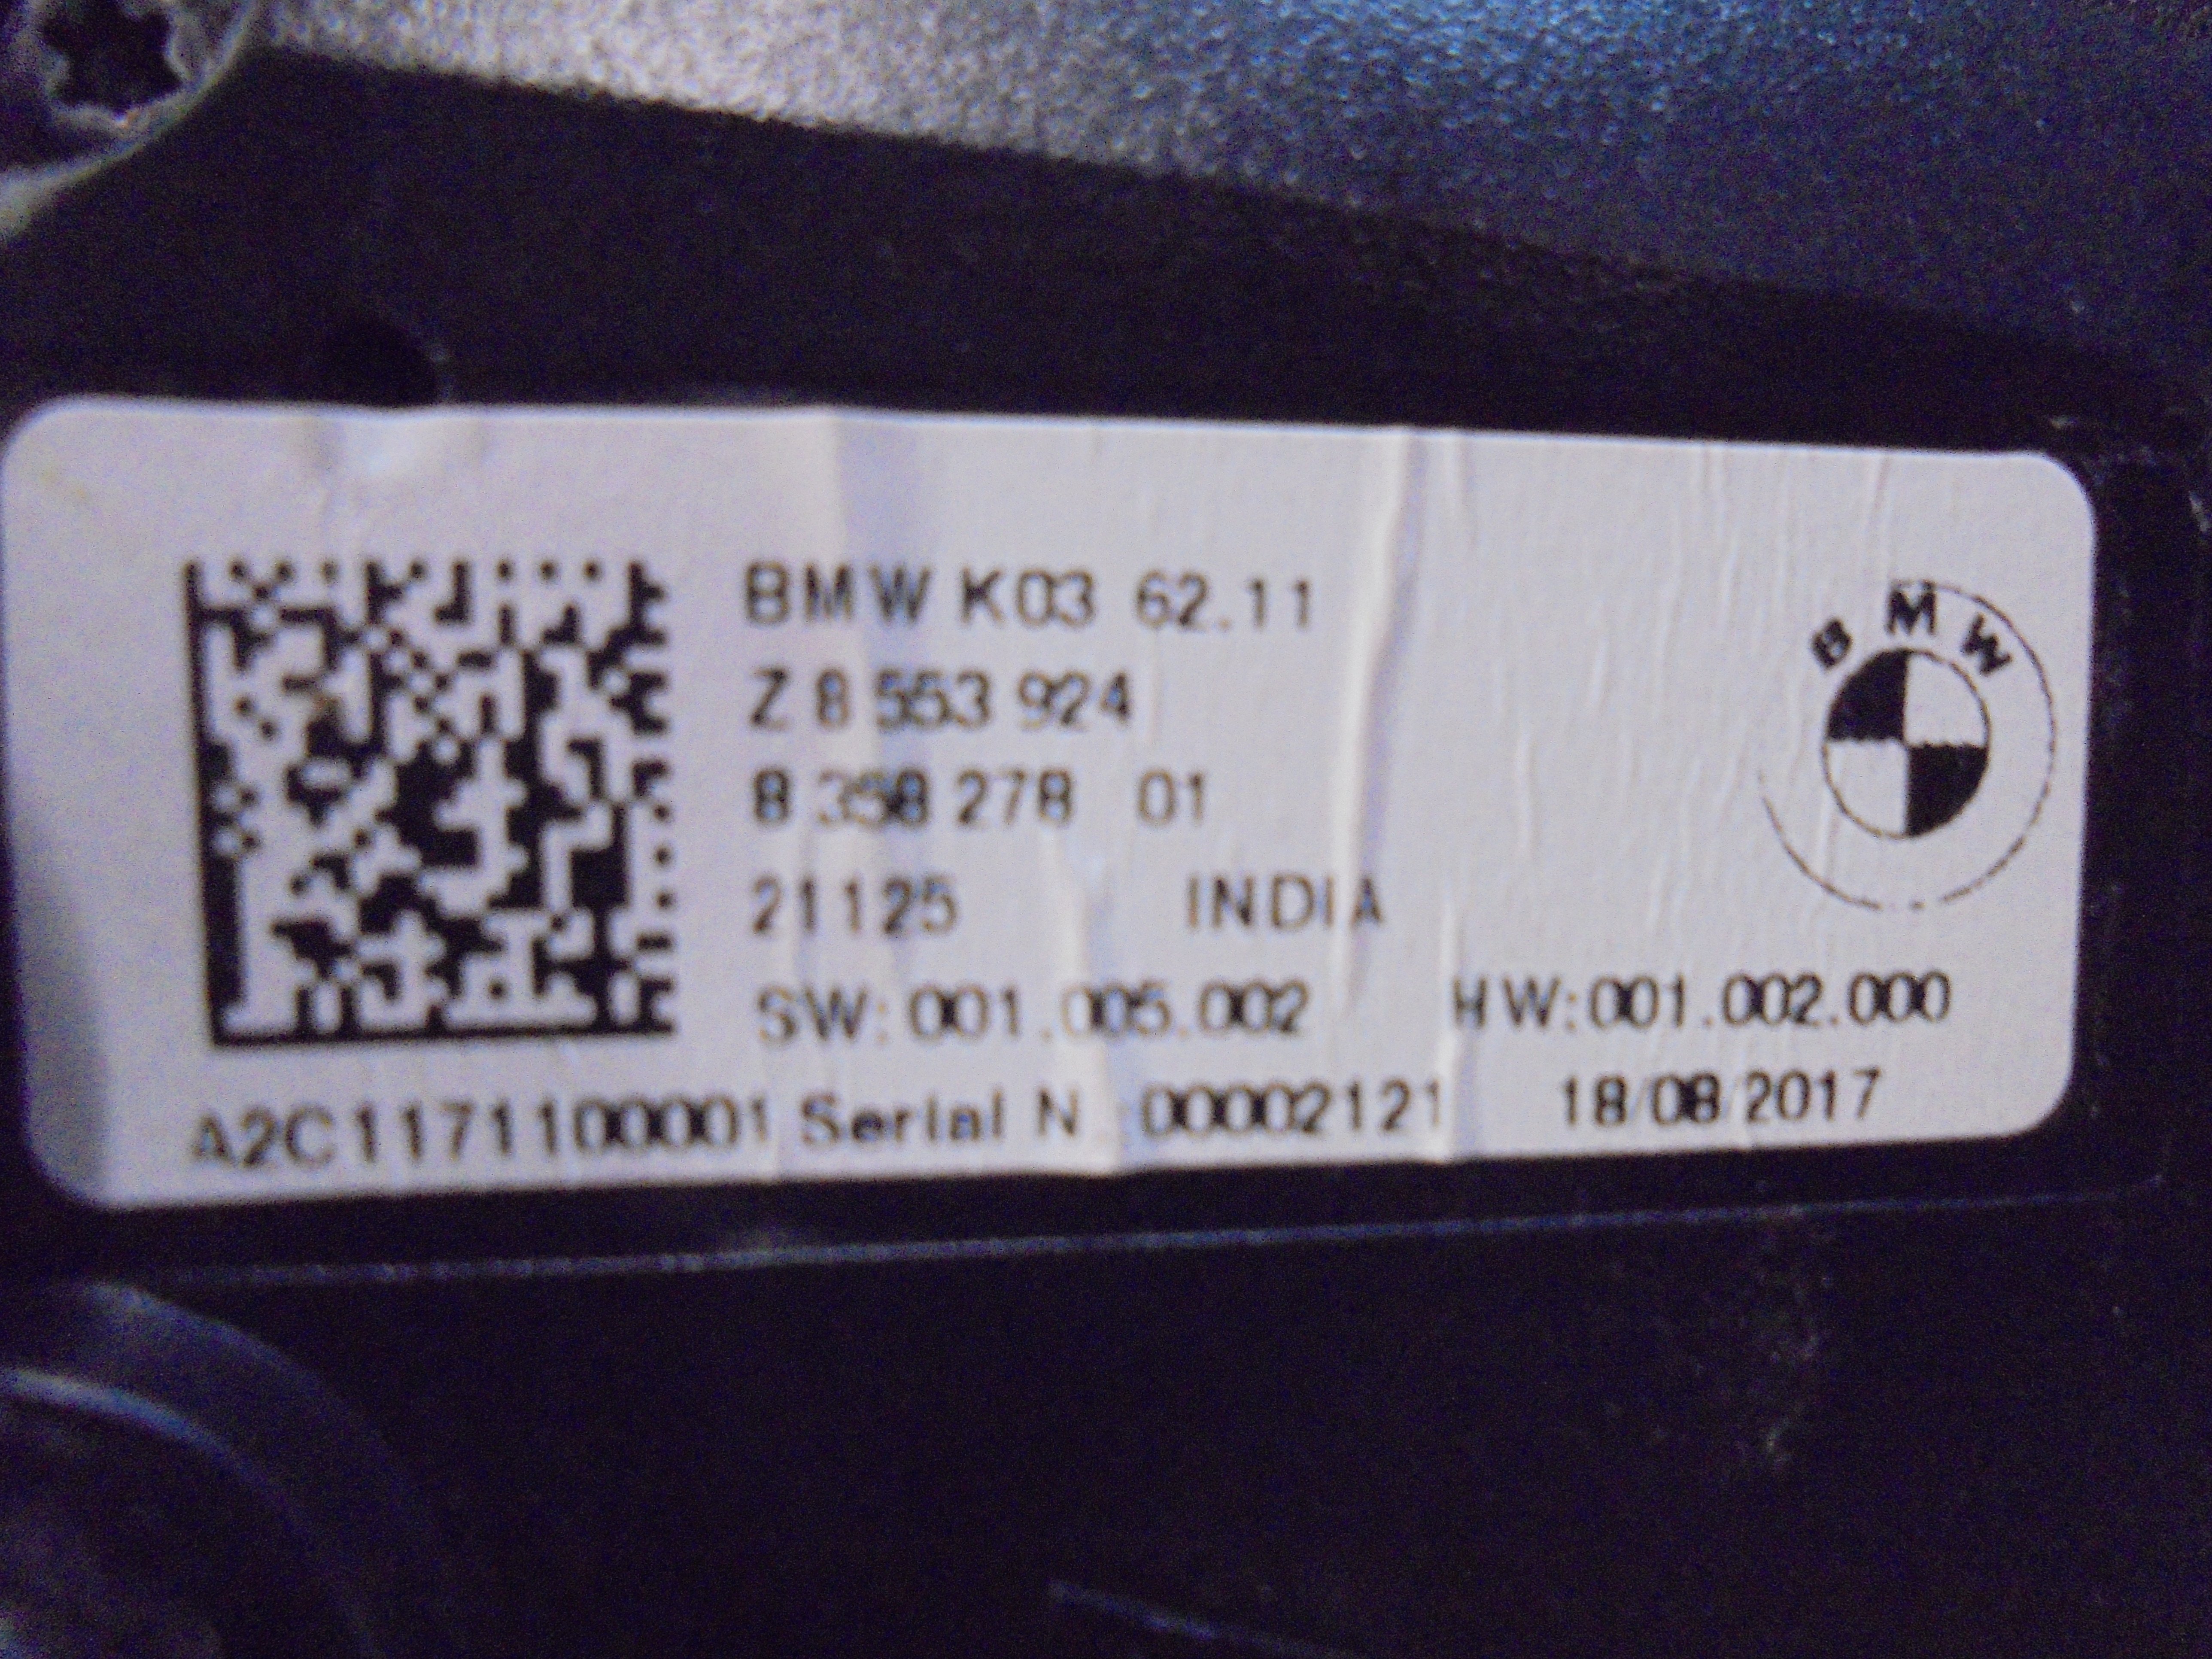 BMW K03 62.11
Z 8 553 924
8 358 278 01
21125 INDIA
BMW
SW:001.005.002 HW:001.002.000
A2C1171100001 Serial N :00002121 18/08/2017